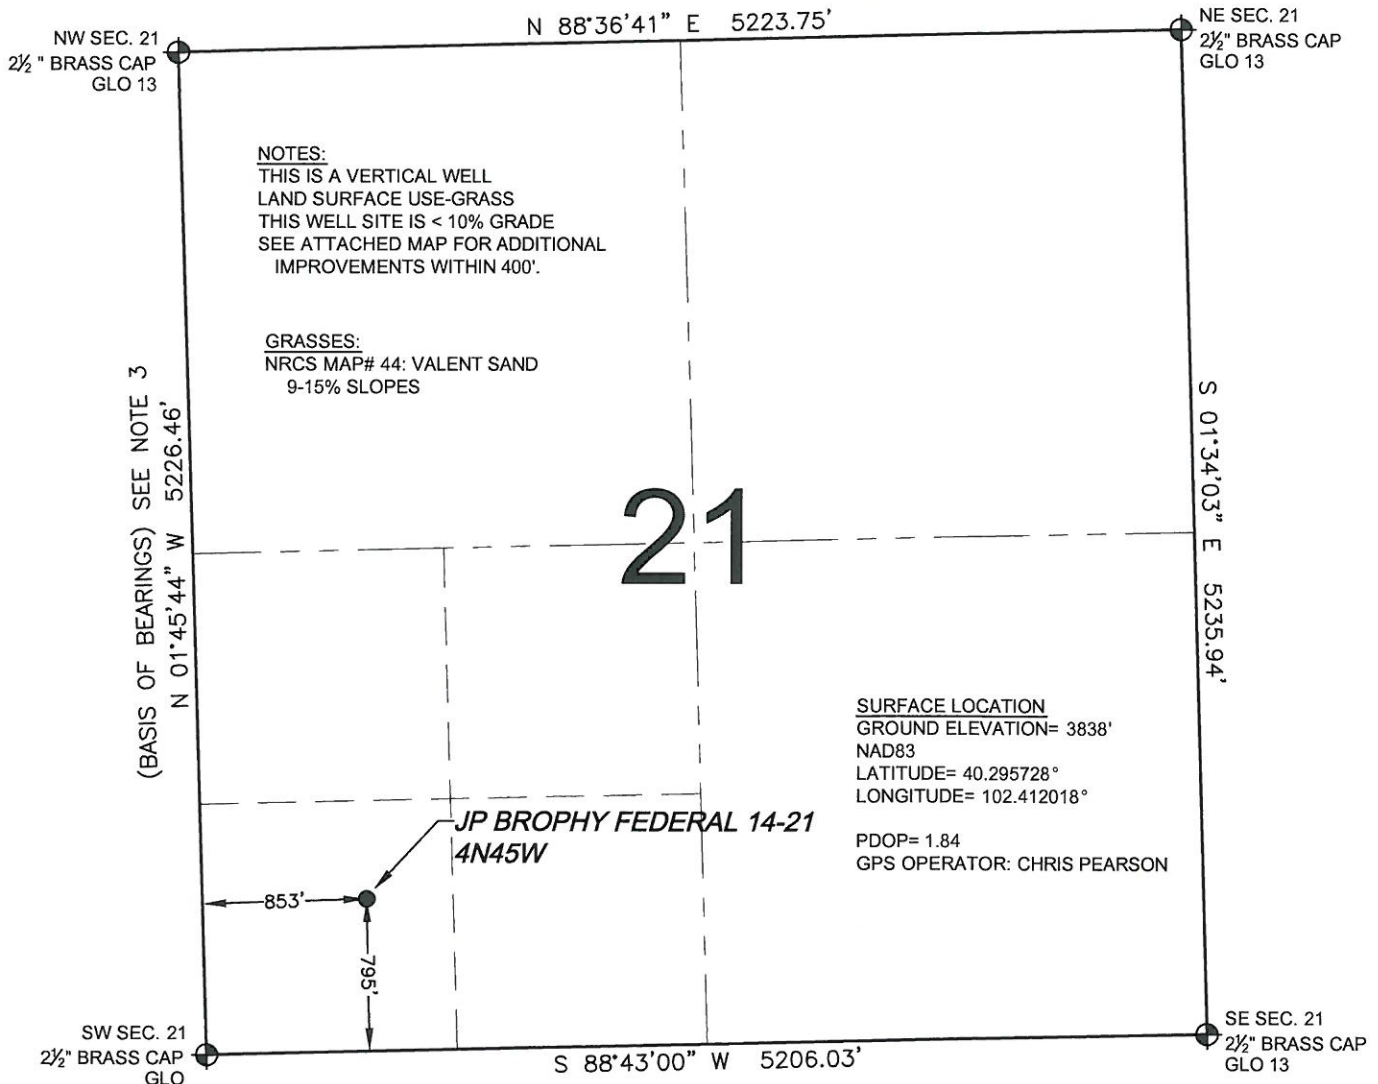 N 88°36'41" E 5223.75'
NW SEC. 21
2½ " BRASS CAP
GLO 13
NE SEC. 21
2½" BRASS CAP
GLO 13
NOTES:
THIS IS A VERTICAL WELL
LAND SURFACE USE-GRASS
THIS WELL SITE IS < 10% GRADE
SEE ATTACHED MAP FOR ADDITIONAL
IMPROVEMENTS WITHIN 400'.
GRASSES:
NRCS MAP# 44: VALENT SAND
9-15% SLOPES
(BASIS OF BEARINGS) SEE NOTE 3
N 01°45'44" W 5226.46'
S 01°34'03" E 5235.94'
21
SURFACE LOCATION
GROUND ELEVATION= 3838'
NAD83
LATITUDE= 40.295728°
LONGITUDE= 102.412018°
PDOP= 1.84
GPS OPERATOR: CHRIS PEARSON
JP BROPHY FEDERAL 14-21
4N45W
853'
795'
SW SEC. 21
2½" BRASS CAP
GLO
S 88°43'00" W 5206.03'
SE SEC. 21
2½" BRASS CAP
GLO 13